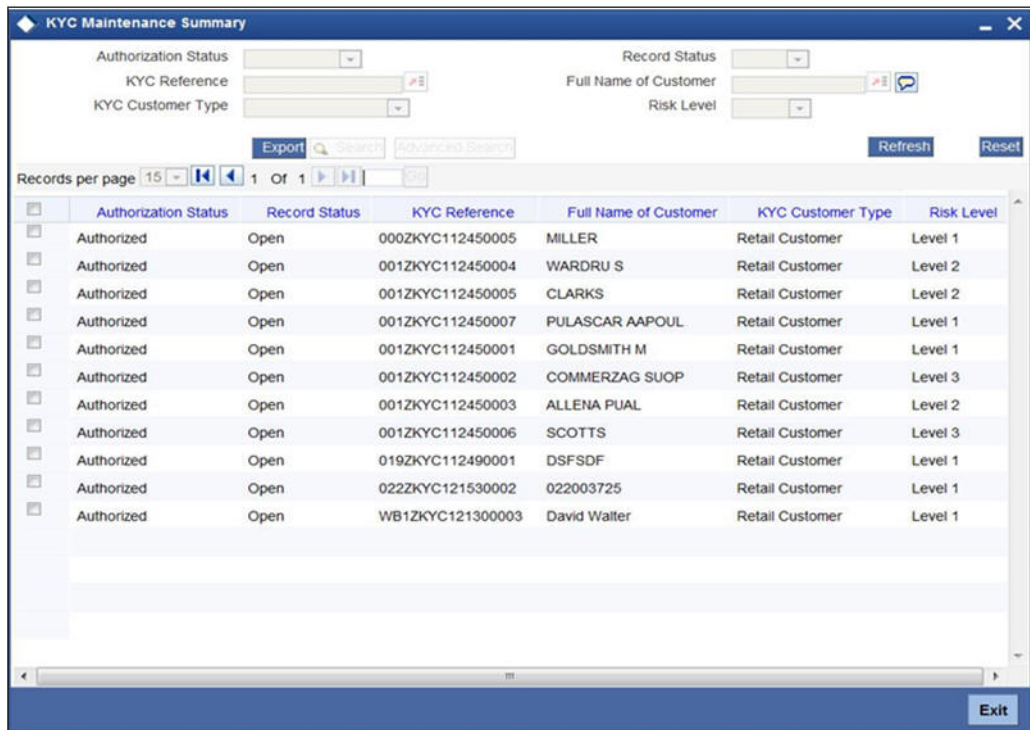 KYC Maintenance Summary
Authorization Status Record Status
KYC Reference Full Name of Customer
KYC Customer Type Risk Level
Export Search Advanced Search Refresh Reset
Records per page 15 1 Of 1 Go
Authorization Status Record Status KYC Reference Full Name of Customer KYC Customer Type Risk Level
Authorized Open 000ZKYC112450005 MILLER Retail Customer Level 1
Authorized Open 001ZKYC112450004 WARDRU S Retail Customer Level 2
Authorized Open 001ZKYC112450005 CLARKS Retail Customer Level 2
Authorized Open 001ZKYC112450007 PULASCAR AAPOUL Retail Customer Level 1
Authorized Open 001ZKYC112450001 GOLDSMITH M Retail Customer Level 1
Authorized Open 001ZKYC112450002 COMMERZAG SUOP Retail Customer Level 3
Authorized Open 001ZKYC112450003 ALLENA PUAL Retail Customer Level 2
Authorized Open 001ZKYC112450006 SCOTTS Retail Customer Level 3
Authorized Open 019ZKYC112490001 DSFSDF Retail Customer Level 1
Authorized Open 022ZKYC121530002 022003725 Retail Customer Level 1
Authorized Open WB1ZKYC121300003 David Walter Retail Customer Level 1
Exit